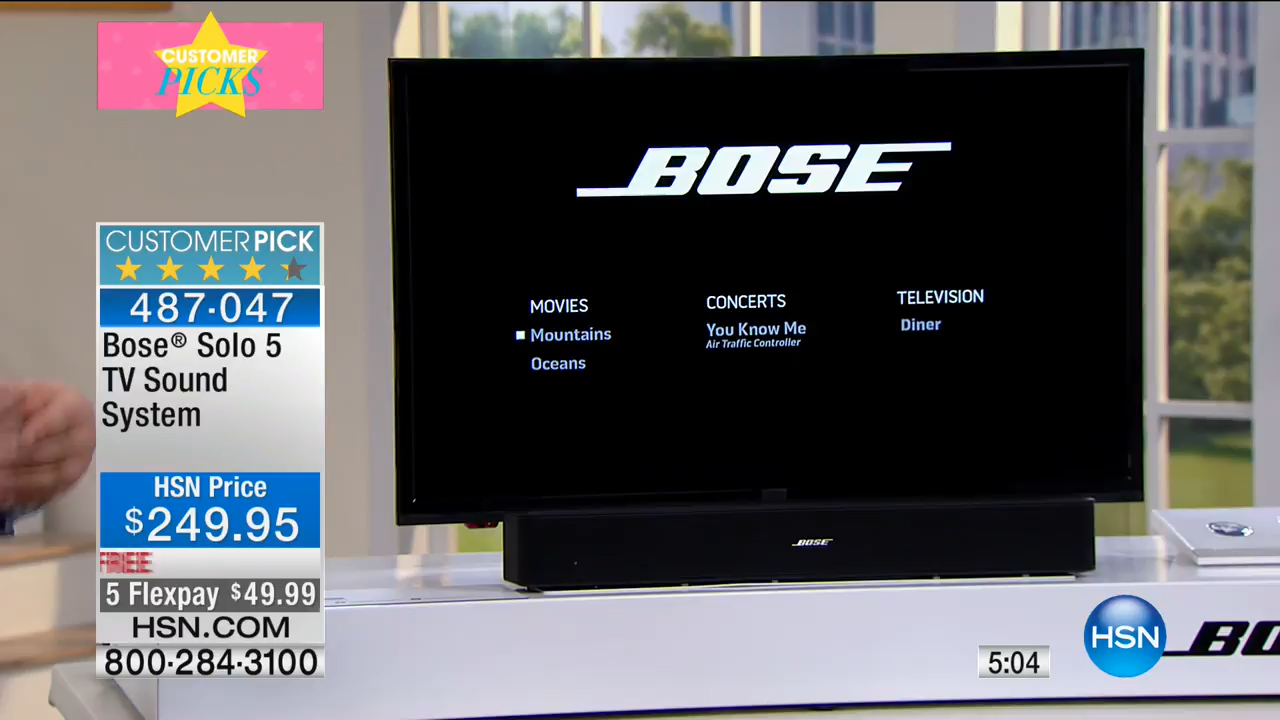 CUSTOMER
PICKS
CUSTOMERPICK
487·047
Bose® Solo 5
TV Sound
System
HSN Price
$249.95
FREE
5 Flexpay $49.99
HSN.COM
800·284·3100
BOSE
MOVIES
Mountains
Oceans
CONCERTS
You Know Me
Air Traffic Controller
TELEVISION
Diner
BOSE
5:04
HSN